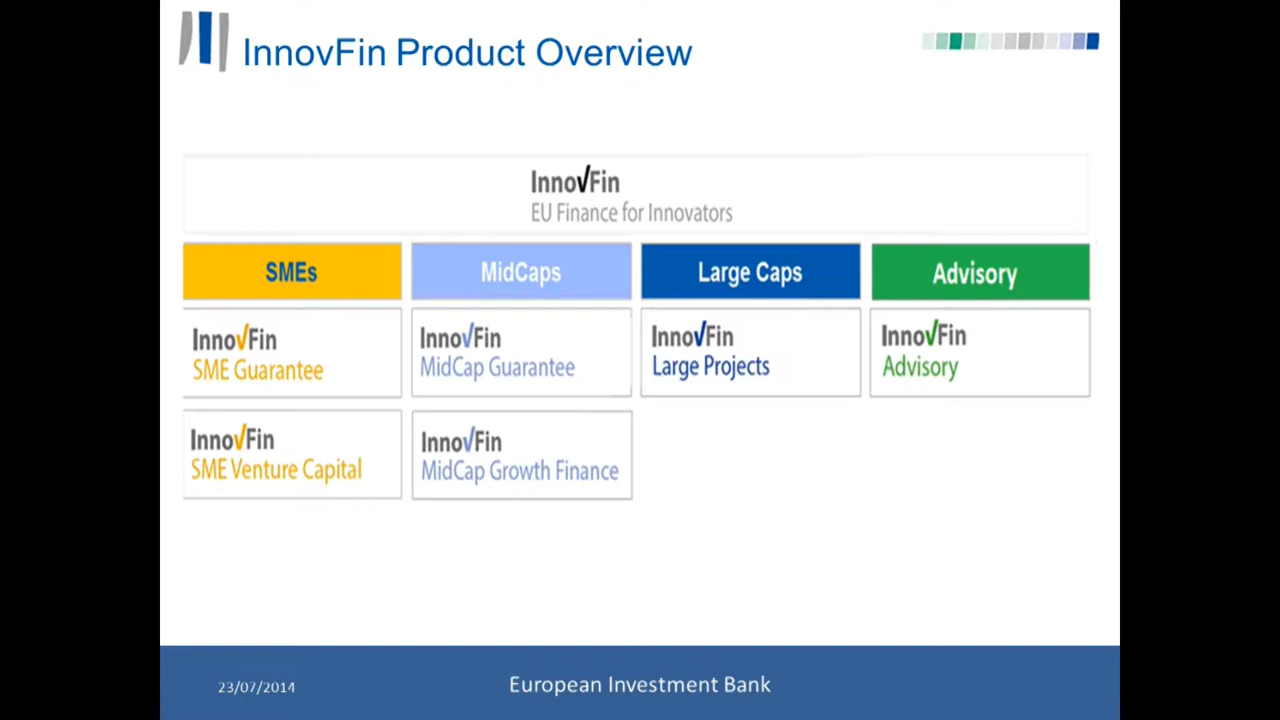 InnovFin Product Overview
InnovFin
EU Finance for Innovators
SMEs
MidCaps
Large Caps
Advisory
InnovFin
SME Guarantee
InnovFin
MidCap Guarantee
InnovFin
Large Projects
InnovFin
Advisory
InnovFin
SME Venture Capital
InnovFin
MidCap Growth Finance
23/07/2014
European Investment Bank